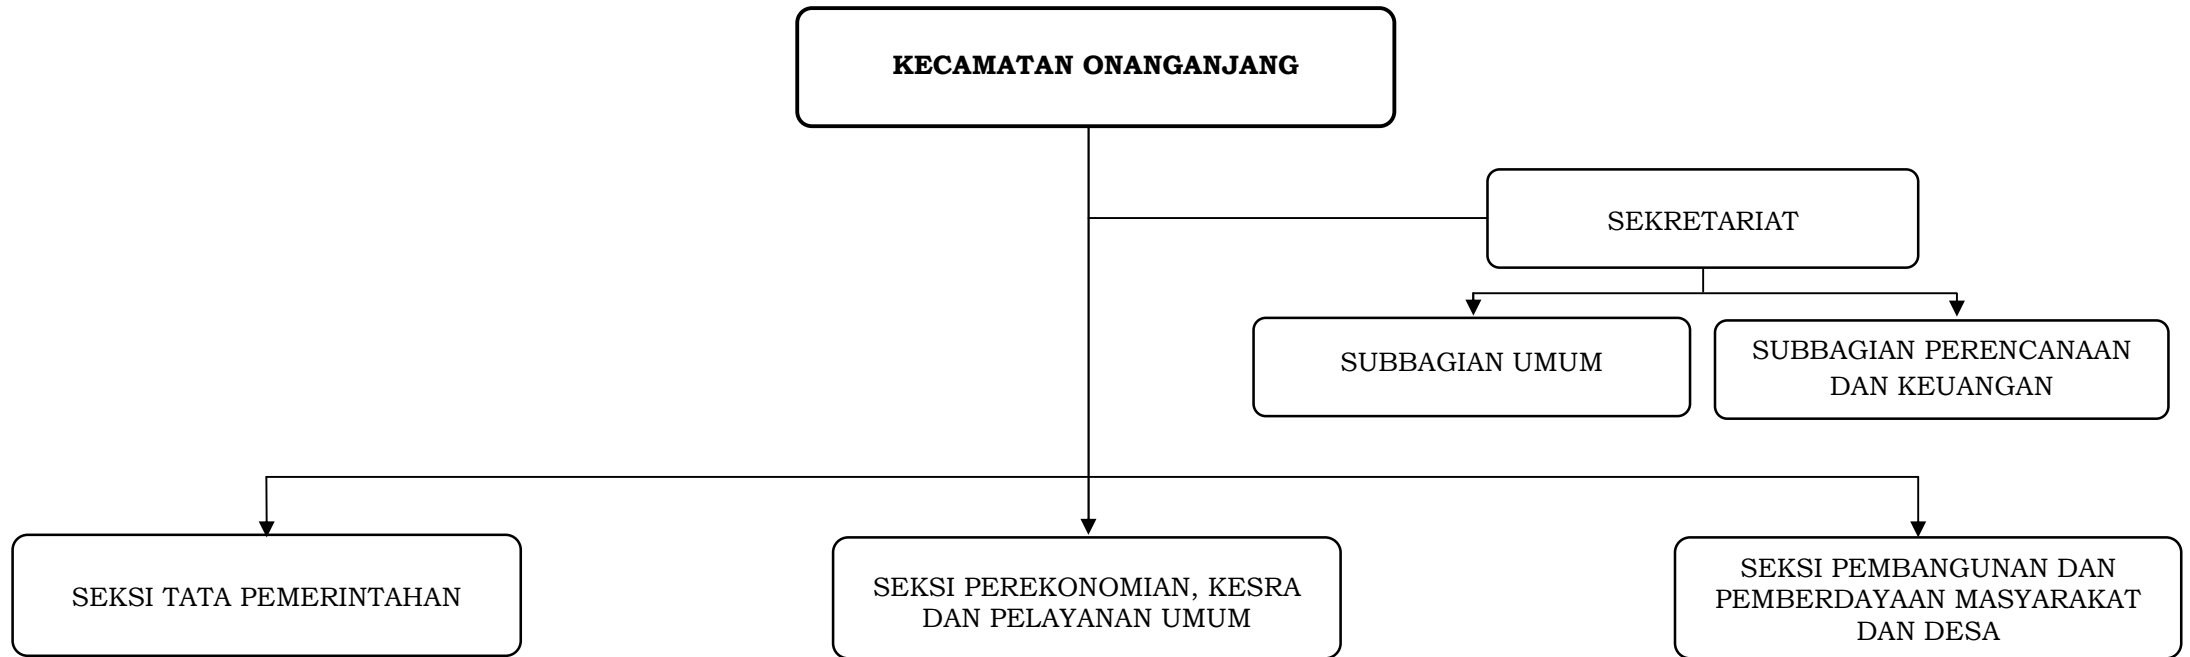 KECAMATAN ONANGANJANG
SEKRETARIAT
SUBBAGIAN UMUM
SUBBAGIAN PERENCANAAN
DAN KEUANGAN
SEKSI TATA PEMERINTAHAN
SEKSI PEREKONOMIAN, KESRA
DAN PELAYANAN UMUM
SEKSI PEMBANGUNAN DAN
PEMBERDAYAAN MASYARAKAT
DAN DESA